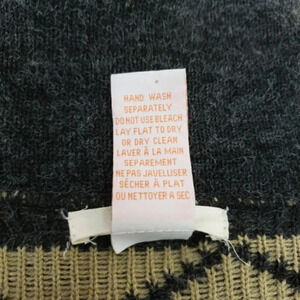 HAND WASH
SEPARATELY
DO NOT USE BLEACH
LAY FLAT TO DRY
OR DRY CLEAN
LAVER À LA MAIN
SEPAREMENT
NE PAS JAVELLISER
SÉCHER À PLAT
OU NETTOYER A SEC